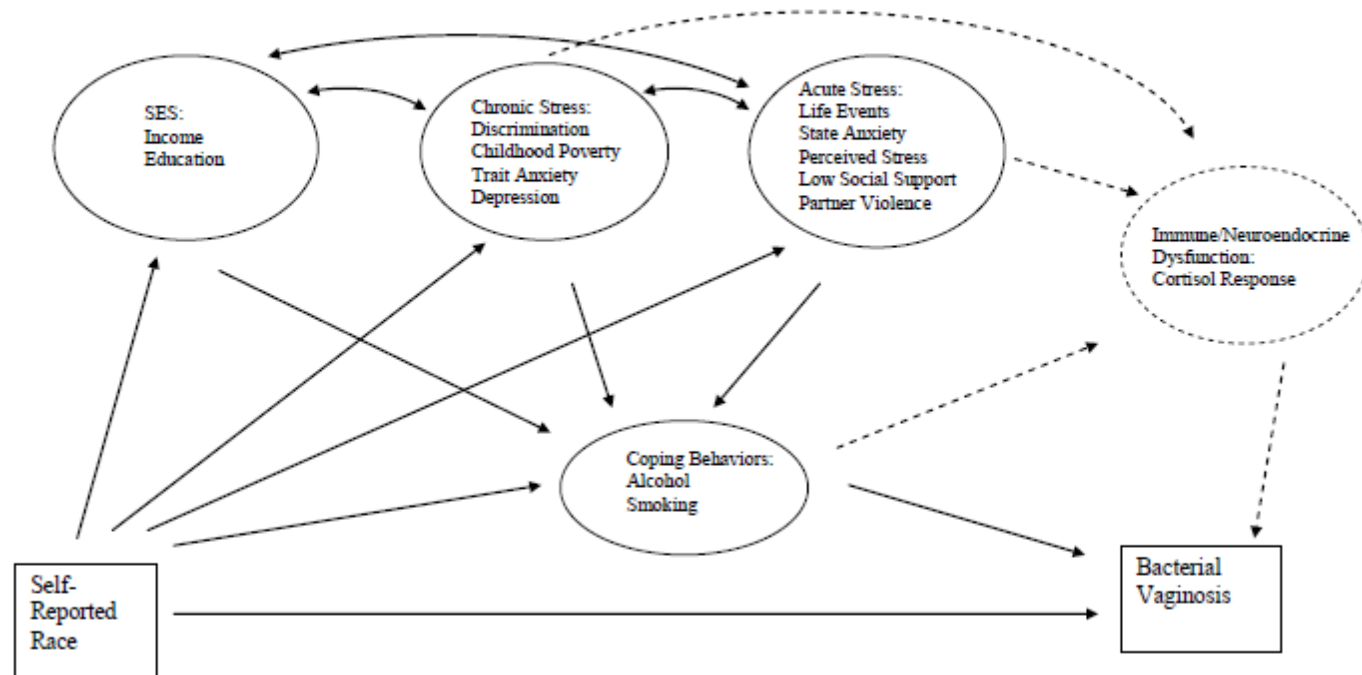 SES:
Income
Education
Chronic Stress:
Discrimination
Childhood Poverty
Trait Anxiety
Depression
Acute Stress:
Life Events
State Anxiety
Perceived Stress
Low Social Support
Partner Violence
Immune/Neuroendocrine
Dysfunction:
Cortisol Response
Coping Behaviors:
Alcohol
Smoking
Self-
Reported
Race
Bacterial
Vaginosis